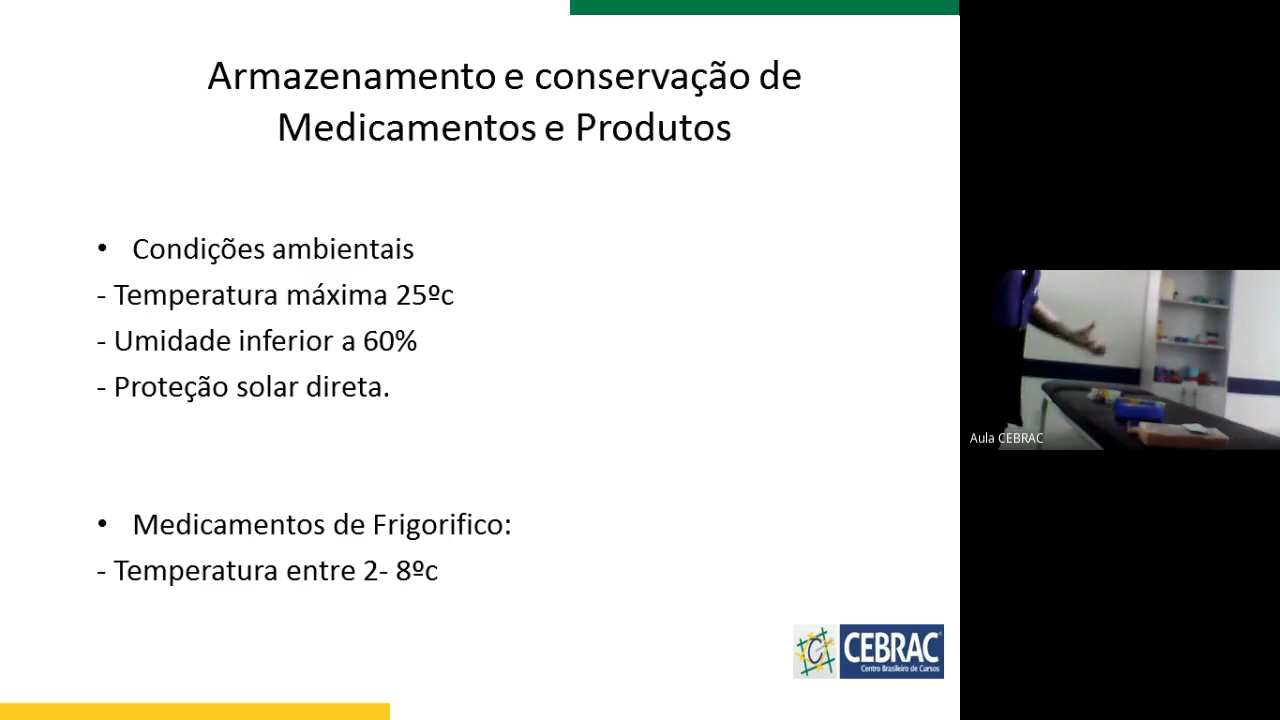 Armazenamento e conservação de
Medicamentos e Produtos
• Condições ambientais
- Temperatura máxima 25ºc
- Umidade inferior a 60%
- Proteção solar direta.
• Medicamentos de Frigorifico:
- Temperatura entre 2- 8ºc
CEBRAC
Centro Brasileiro de Cursos
Aula CEBRAC